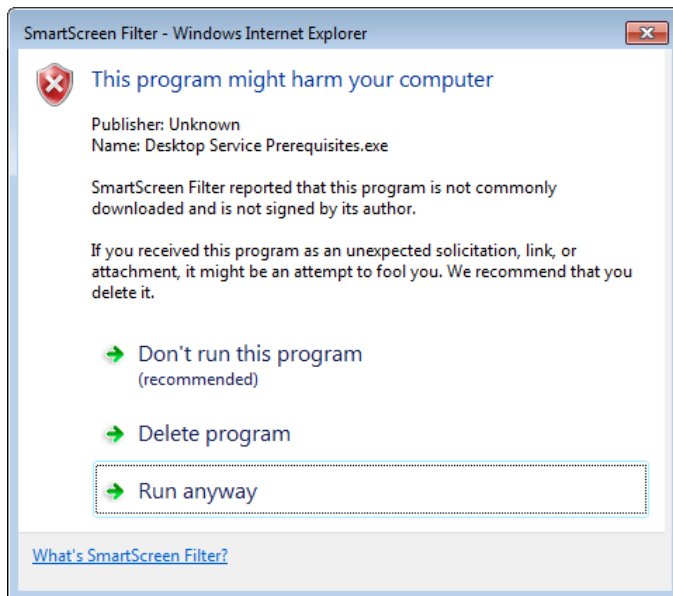 SmartScreen Filter - Windows Internet Explorer
This program might harm your computer
Publisher: Unknown
Name: Desktop Service Prerequisites.exe
SmartScreen Filter reported that this program is not commonly
downloaded and is not signed by its author.
If you received this program as an unexpected solicitation, link, or
attachment, it might be an attempt to fool you. We recommend that you
delete it.
Don't run this program
(recommended)
Delete program
Run anyway
What's SmartScreen Filter?